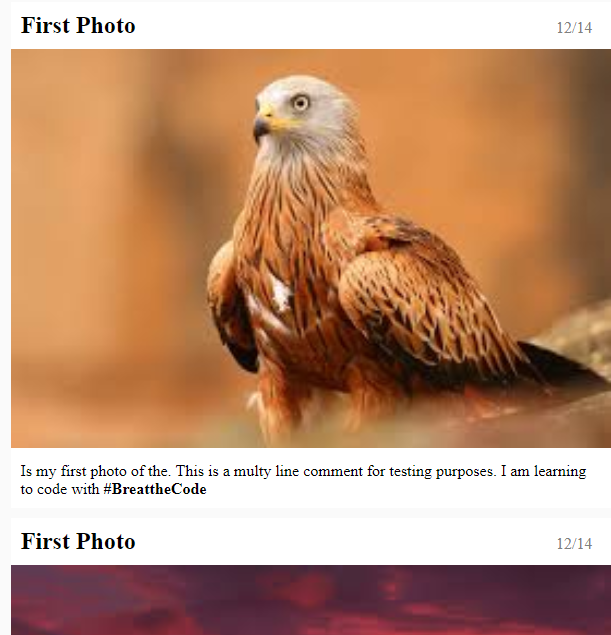 First Photo
12/14
Is my first photo of the. This is a multy line comment for testing purposes. I am learning
to code with #BreattheCode
First Photo
12/14